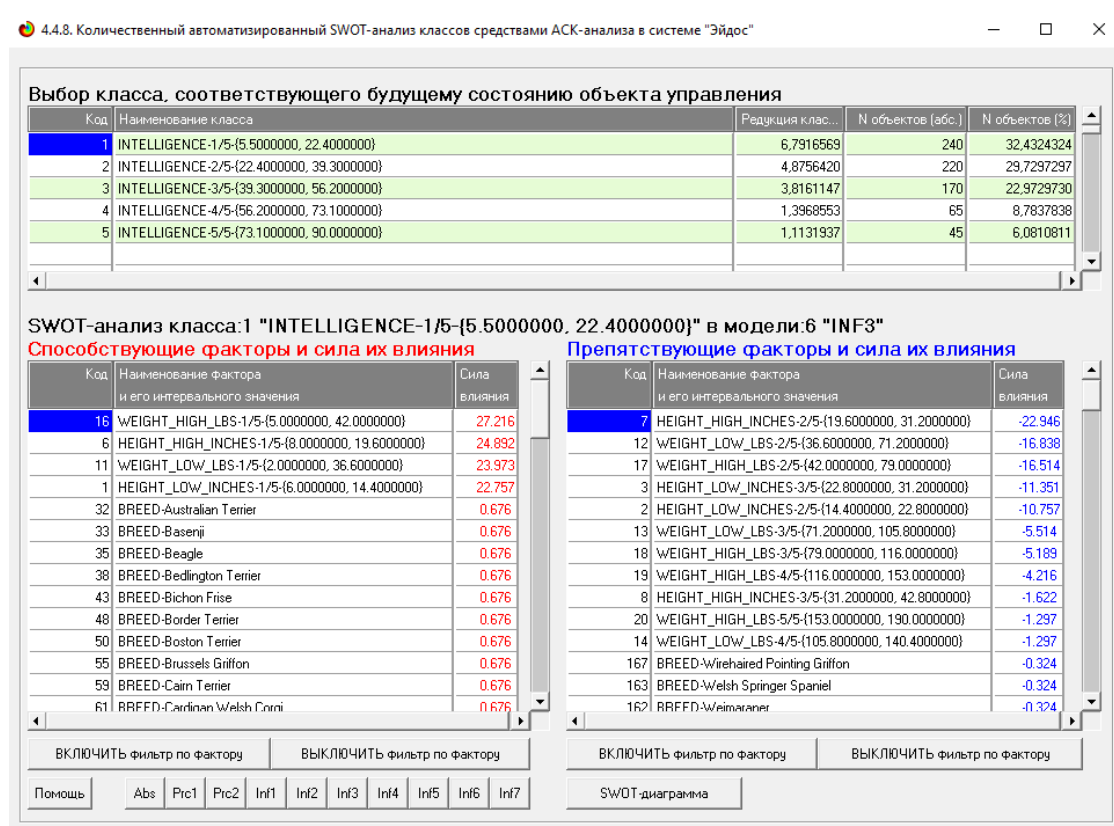 4.4.8. Количественный автоматизированный SWOT-анализ классов средствами АСК-анализа в системе "Эйдос"
Выбор класса, соответствующего будущему состоянию объекта управления
Код Наименование класса Редукция клас... N объектов (абс.) N объектов (%)
1 INTELLIGENCE-1/5-{5.5000000, 22.4000000} 6,7916569 240 32,4324324
2 INTELLIGENCE-2/5-{22.4000000, 39.3000000} 4,8756420 220 29,7297297
3 INTELLIGENCE-3/5-{39.3000000, 56.2000000} 3,8161147 170 22,9729730
4 INTELLIGENCE-4/5-{56.2000000, 73.1000000} 1,3968553 65 8,7837838
5 INTELLIGENCE-5/5-{73.1000000, 90.0000000} 1,1131937 45 6,0810811
SWOT-анализ класса:1 "INTELLIGENCE-1/5-{5.5000000, 22.4000000}" в модели:6 "INF3"
Способствующие факторы и сила их влияния
Код Наименование фактора и его интервального значения Сила влияния
16 WEIGHT_HIGH_LBS-1/5-{5.0000000, 42.0000000} 27.216
6 HEIGHT_HIGH_INCHES-1/5-{8.0000000, 19.6000000} 24.892
11 WEIGHT_LOW_LBS-1/5-{2.0000000, 36.6000000} 23.973
1 HEIGHT_LOW_INCHES-1/5-{6.0000000, 14.4000000} 22.757
32 BREED-Australian Terrier 0.676
33 BREED-Basenji 0.676
35 BREED-Beagle 0.676
38 BREED-Bedlington Terrier 0.676
43 BREED-Bichon Frise 0.676
48 BREED-Border Terrier 0.676
50 BREED-Boston Terrier 0.676
55 BREED-Brussels Griffon 0.676
59 BREED-Cairn Terrier 0.676
61 BREED-Cardigan Welsh Corgi 0.676
Препятствующие факторы и сила их влияния
Код Наименование фактора и его интервального значения Сила влияния
7 HEIGHT_HIGH_INCHES-2/5-{19.6000000, 31.2000000} -22.946
12 WEIGHT_LOW_LBS-2/5-{36.6000000, 71.2000000} -16.838
17 WEIGHT_HIGH_LBS-2/5-{42.0000000, 79.0000000} -16.514
3 HEIGHT_LOW_INCHES-3/5-{22.8000000, 31.2000000} -11.351
2 HEIGHT_LOW_INCHES-2/5-{14.4000000, 22.8000000} -10.757
13 WEIGHT_LOW_LBS-3/5-{71.2000000, 105.8000000} -5.514
18 WEIGHT_HIGH_LBS-3/5-{79.0000000, 116.0000000} -5.189
19 WEIGHT_HIGH_LBS-4/5-{116.0000000, 153.0000000} -4.216
8 HEIGHT_HIGH_INCHES-3/5-{31.2000000, 42.8000000} -1.622
20 WEIGHT_HIGH_LBS-5/5-{153.0000000, 190.0000000} -1.297
14 WEIGHT_LOW_LBS-4/5-{105.8000000, 140.4000000} -1.297
167 BREED-Wirehaired Pointing Griffon -0.324
163 BREED-Welsh Springer Spaniel -0.324
162 BREED-Weimaraner -0.324
ВКЛЮЧИТЬ фильтр по фактору ВЫКЛЮЧИТЬ фильтр по фактору ВКЛЮЧИТЬ фильтр по фактору ВЫКЛЮЧИТЬ фильтр по фактору
Помощь Abs Prc1 Prc2 Inf1 Inf2 Inf3 Inf4 Inf5 Inf6 Inf7 SWOT-диаграмма